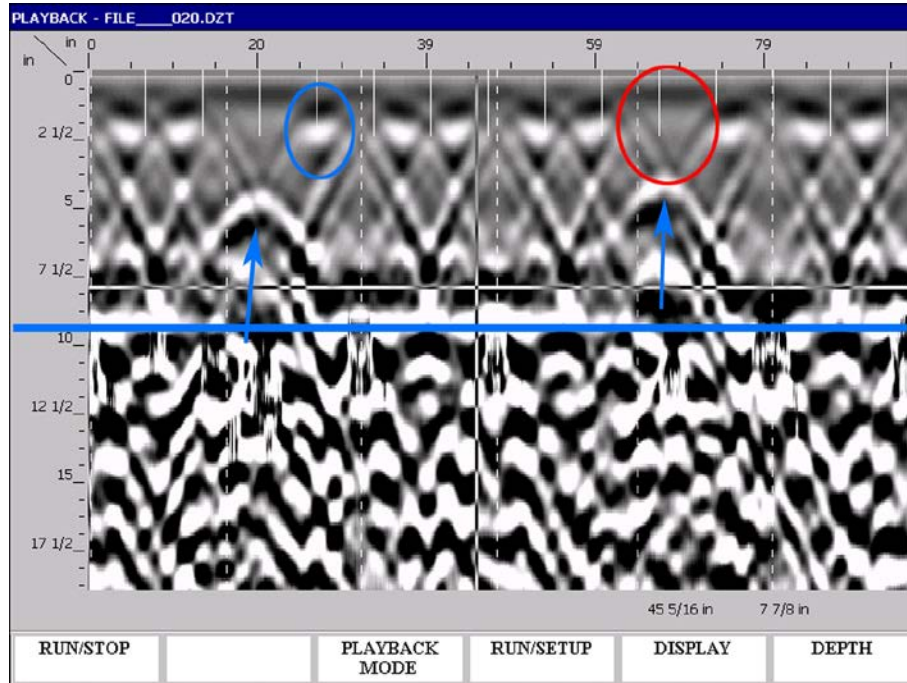 PLAYBACK - FILE____020.DZT
in 0 20 39 59 79
in
0
2 1/2
5
7 1/2
10
12 1/2
15
17 1/2
45 5/16 in 7 7/8 in
RUN/STOP PLAYBACK MODE RUN/SETUP DISPLAY DEPTH